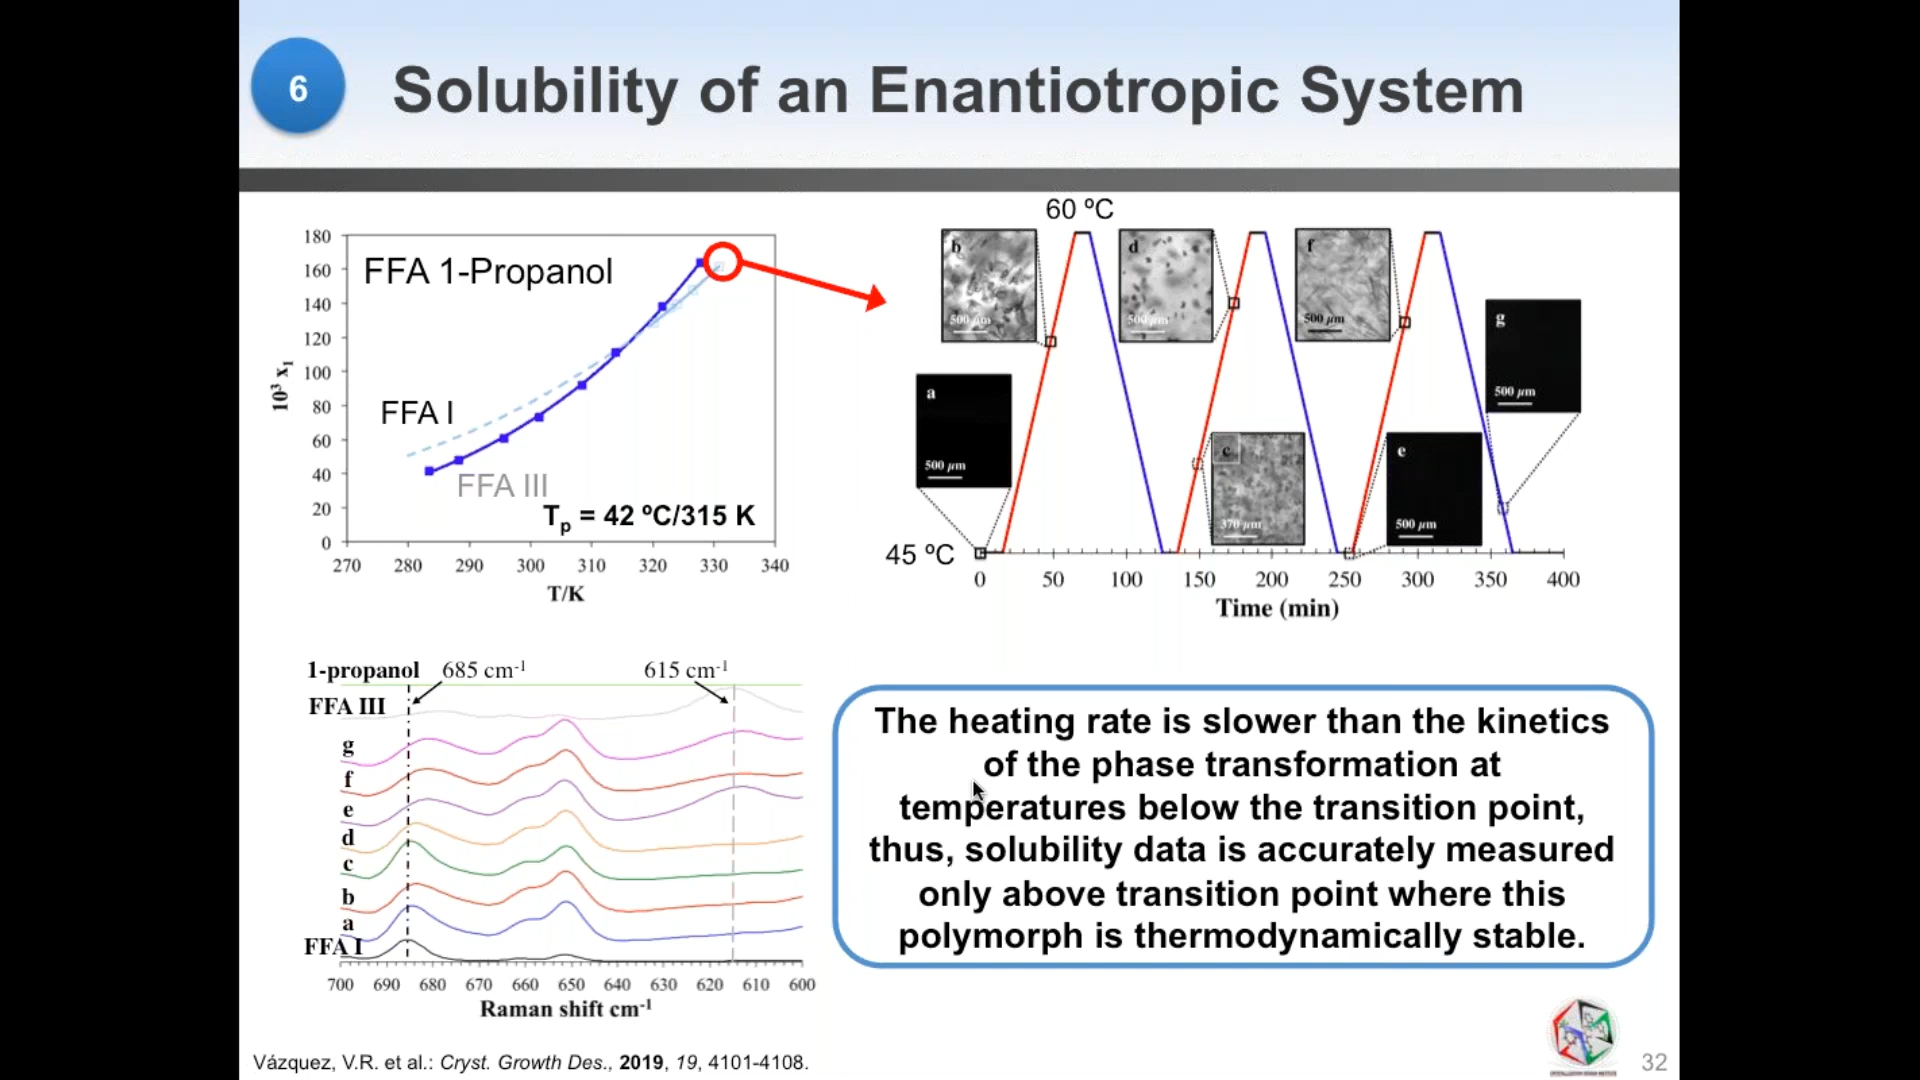 6
Solubility of an Enantiotropic System
180
160
140
120
100
80
60
40
20
0
10³ x₁
FFA 1-Propanol
FFA I
FFA III
Tₚ = 42 ºC/315 K
270 280 290 300 310 320 330 340
T/K
60 ºC
45 ºC
b
500 µm
d
500 µm
f
500 µm
g
500 µm
a
500 µm
c
370 µm
e
500 µm
0 50 100 150 200 250 300 350 400
Time (min)
1-propanol 685 cm⁻¹ 615 cm⁻¹
FFA III
g
f
e
d
c
b
a
FFA I
700 690 680 670 660 650 640 630 620 610 600
Raman shift cm⁻¹
The heating rate is slower than the kinetics
of the phase transformation at
temperatures below the transition point,
thus, solubility data is accurately measured
only above transition point where this
polymorph is thermodynamically stable.
Vázquez, V.R. et al.: Cryst. Growth Des., 2019, 19, 4101-4108.
32